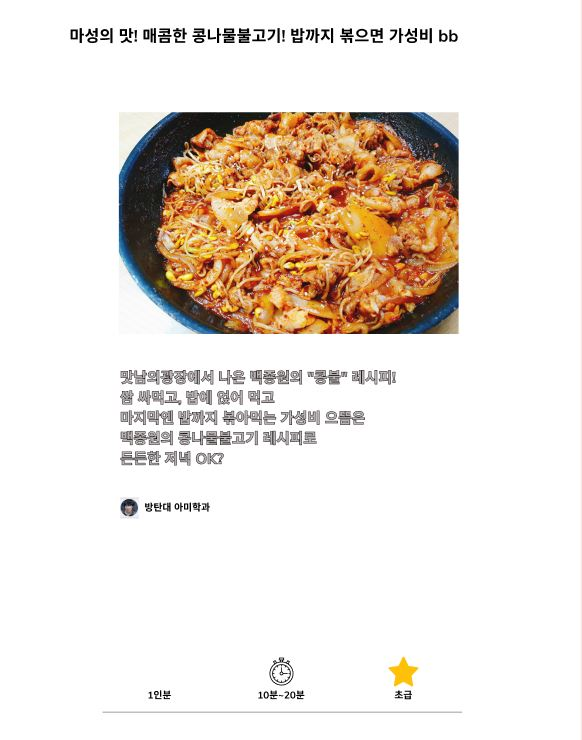 마성의 맛! 매콤한 콩나물불고기! 밥까지 볶으면 가성비 bb
맛남의광장에서 나온 백종원의 "콩불" 레시피!
쌈 싸먹고, 밥에 얹어 먹고
마지막엔 밥까지 볶아먹는 가성비 으뜸은
백종원의 콩나물불고기 레시피로
든든한 저녁 OK?
방탄대 아미학과
1인분
10분~20분
초급